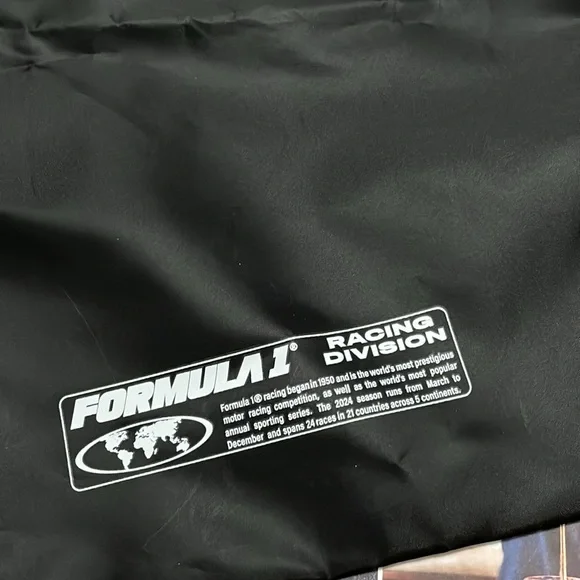 FORMULA 1®
RACING
DIVISION
Formula 1® racing began in 1950 and is the world's most prestigious
motor racing competition, as well as the world's most popular
annual sporting series. The 2024 season runs from March to
December and spans 24 races in 21 countries across 5 continents.